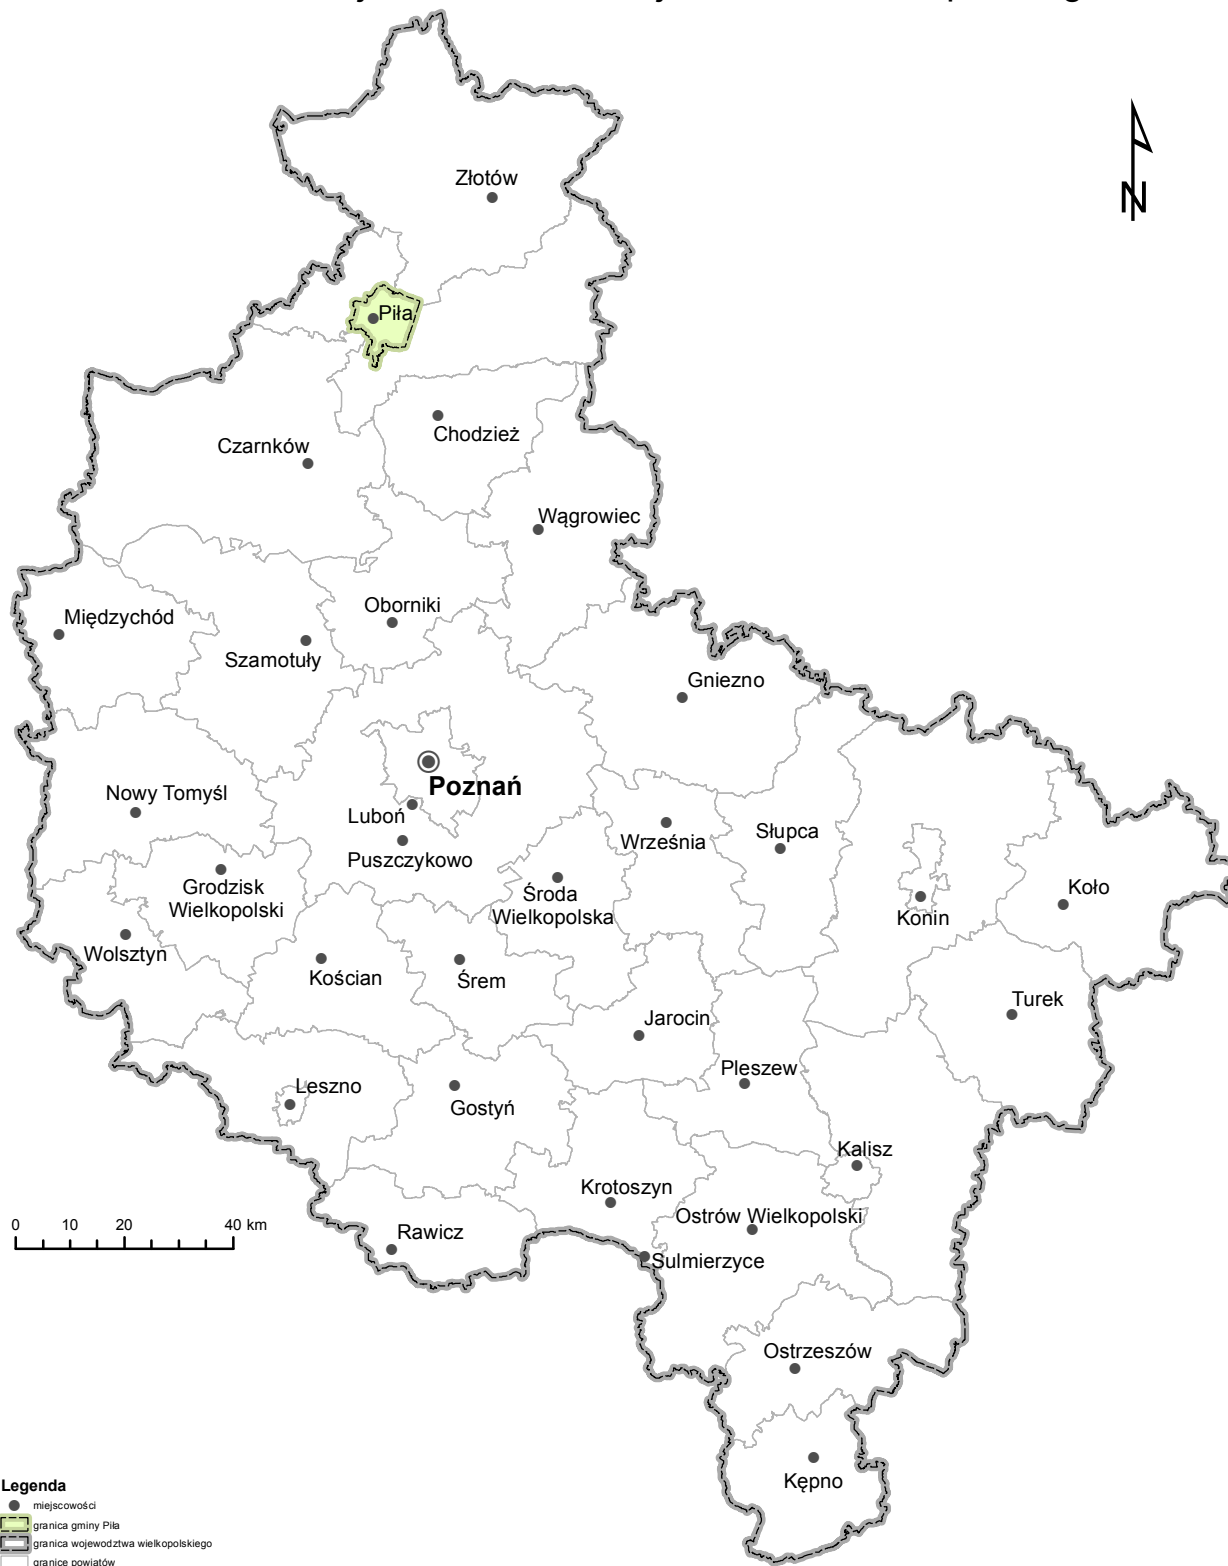 N
Złotów
Piła
Chodzież
Czarnków
Wągrowiec
Międzychód
Oborniki
Szamotuły
Gniezno
Poznań
Nowy Tomyśl
Luboń
Puszczykowo
Września
Słupca
Grodzisk
Wielkopolski
Środa
Wielkopolska
Koło
Konin
Wolsztyn
Kościan
Śrem
Turek
Jarocin
Pleszew
Leszno
Gostyń
Kalisz
Krotoszyn
Ostrów Wielkopolski
0 10 20 40 km
Rawicz
Sulmierzyce
Ostrzeszów
Kępno
Legenda
miejscowości
granica gminy Piła
granica wojewodztwa wielkopolskiego
granice powiatów